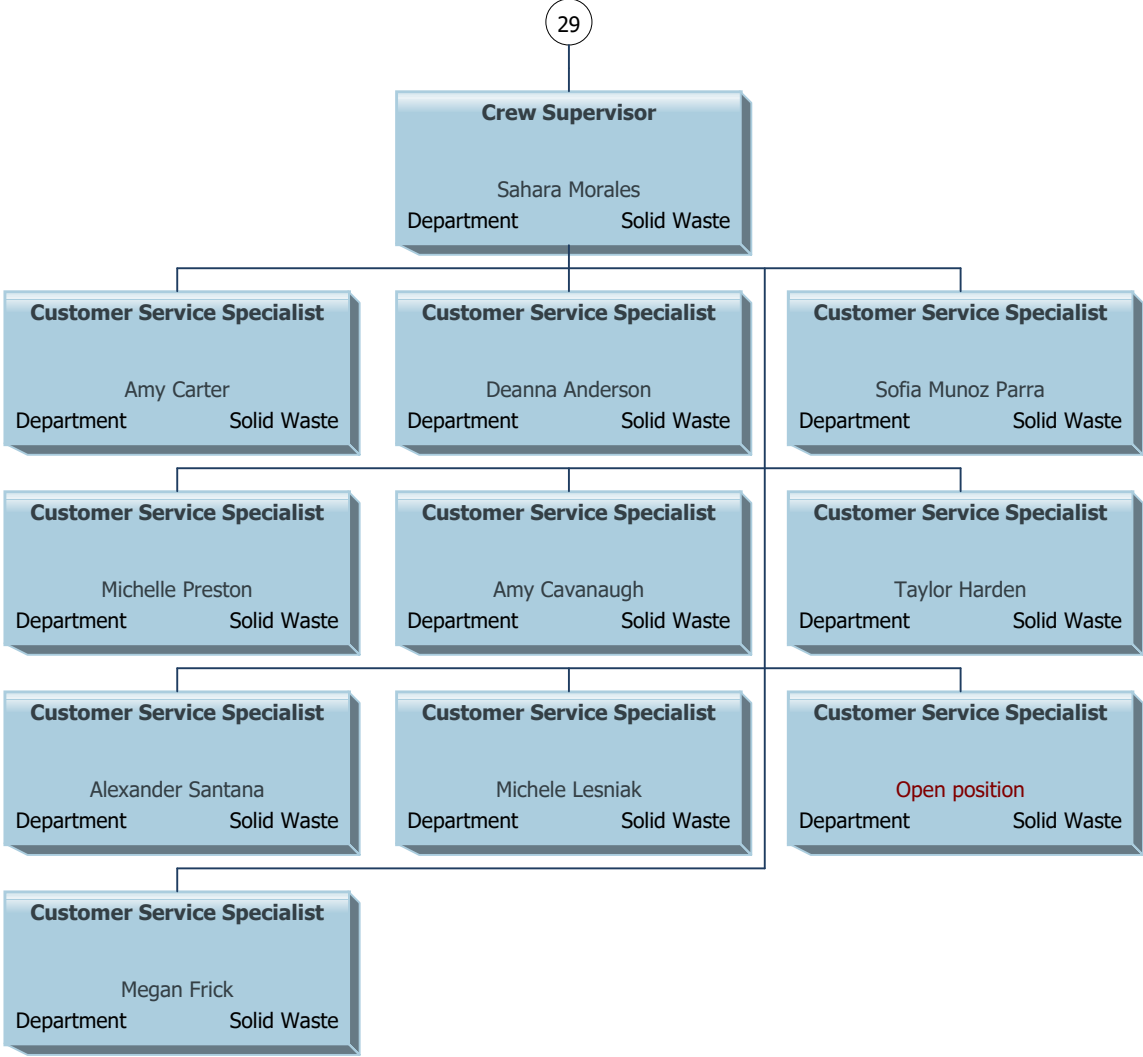 29
Crew Supervisor
Sahara Morales
Department Solid Waste
Customer Service Specialist
Amy Carter
Department Solid Waste
Customer Service Specialist
Deanna Anderson
Department Solid Waste
Customer Service Specialist
Sofia Munoz Parra
Department Solid Waste
Customer Service Specialist
Michelle Preston
Department Solid Waste
Customer Service Specialist
Amy Cavanaugh
Department Solid Waste
Customer Service Specialist
Taylor Harden
Department Solid Waste
Customer Service Specialist
Alexander Santana
Department Solid Waste
Customer Service Specialist
Michele Lesniak
Department Solid Waste
Customer Service Specialist
Open position
Department Solid Waste
Customer Service Specialist
Megan Frick
Department Solid Waste